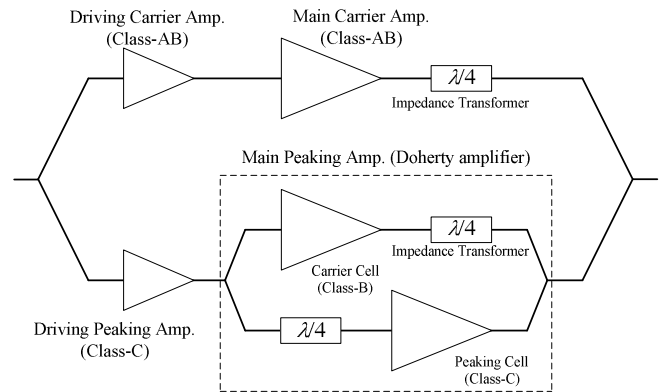 Driving Carrier Amp.
(Class-AB)
Main Carrier Amp.
(Class-AB)
λ/4
Impedance Transformer
Main Peaking Amp. (Doherty amplifier)
λ/4
Impedance Transformer
Carrier Cell
(Class-B)
Driving Peaking Amp.
(Class-C)
λ/4
Peaking Cell
(Class-C)